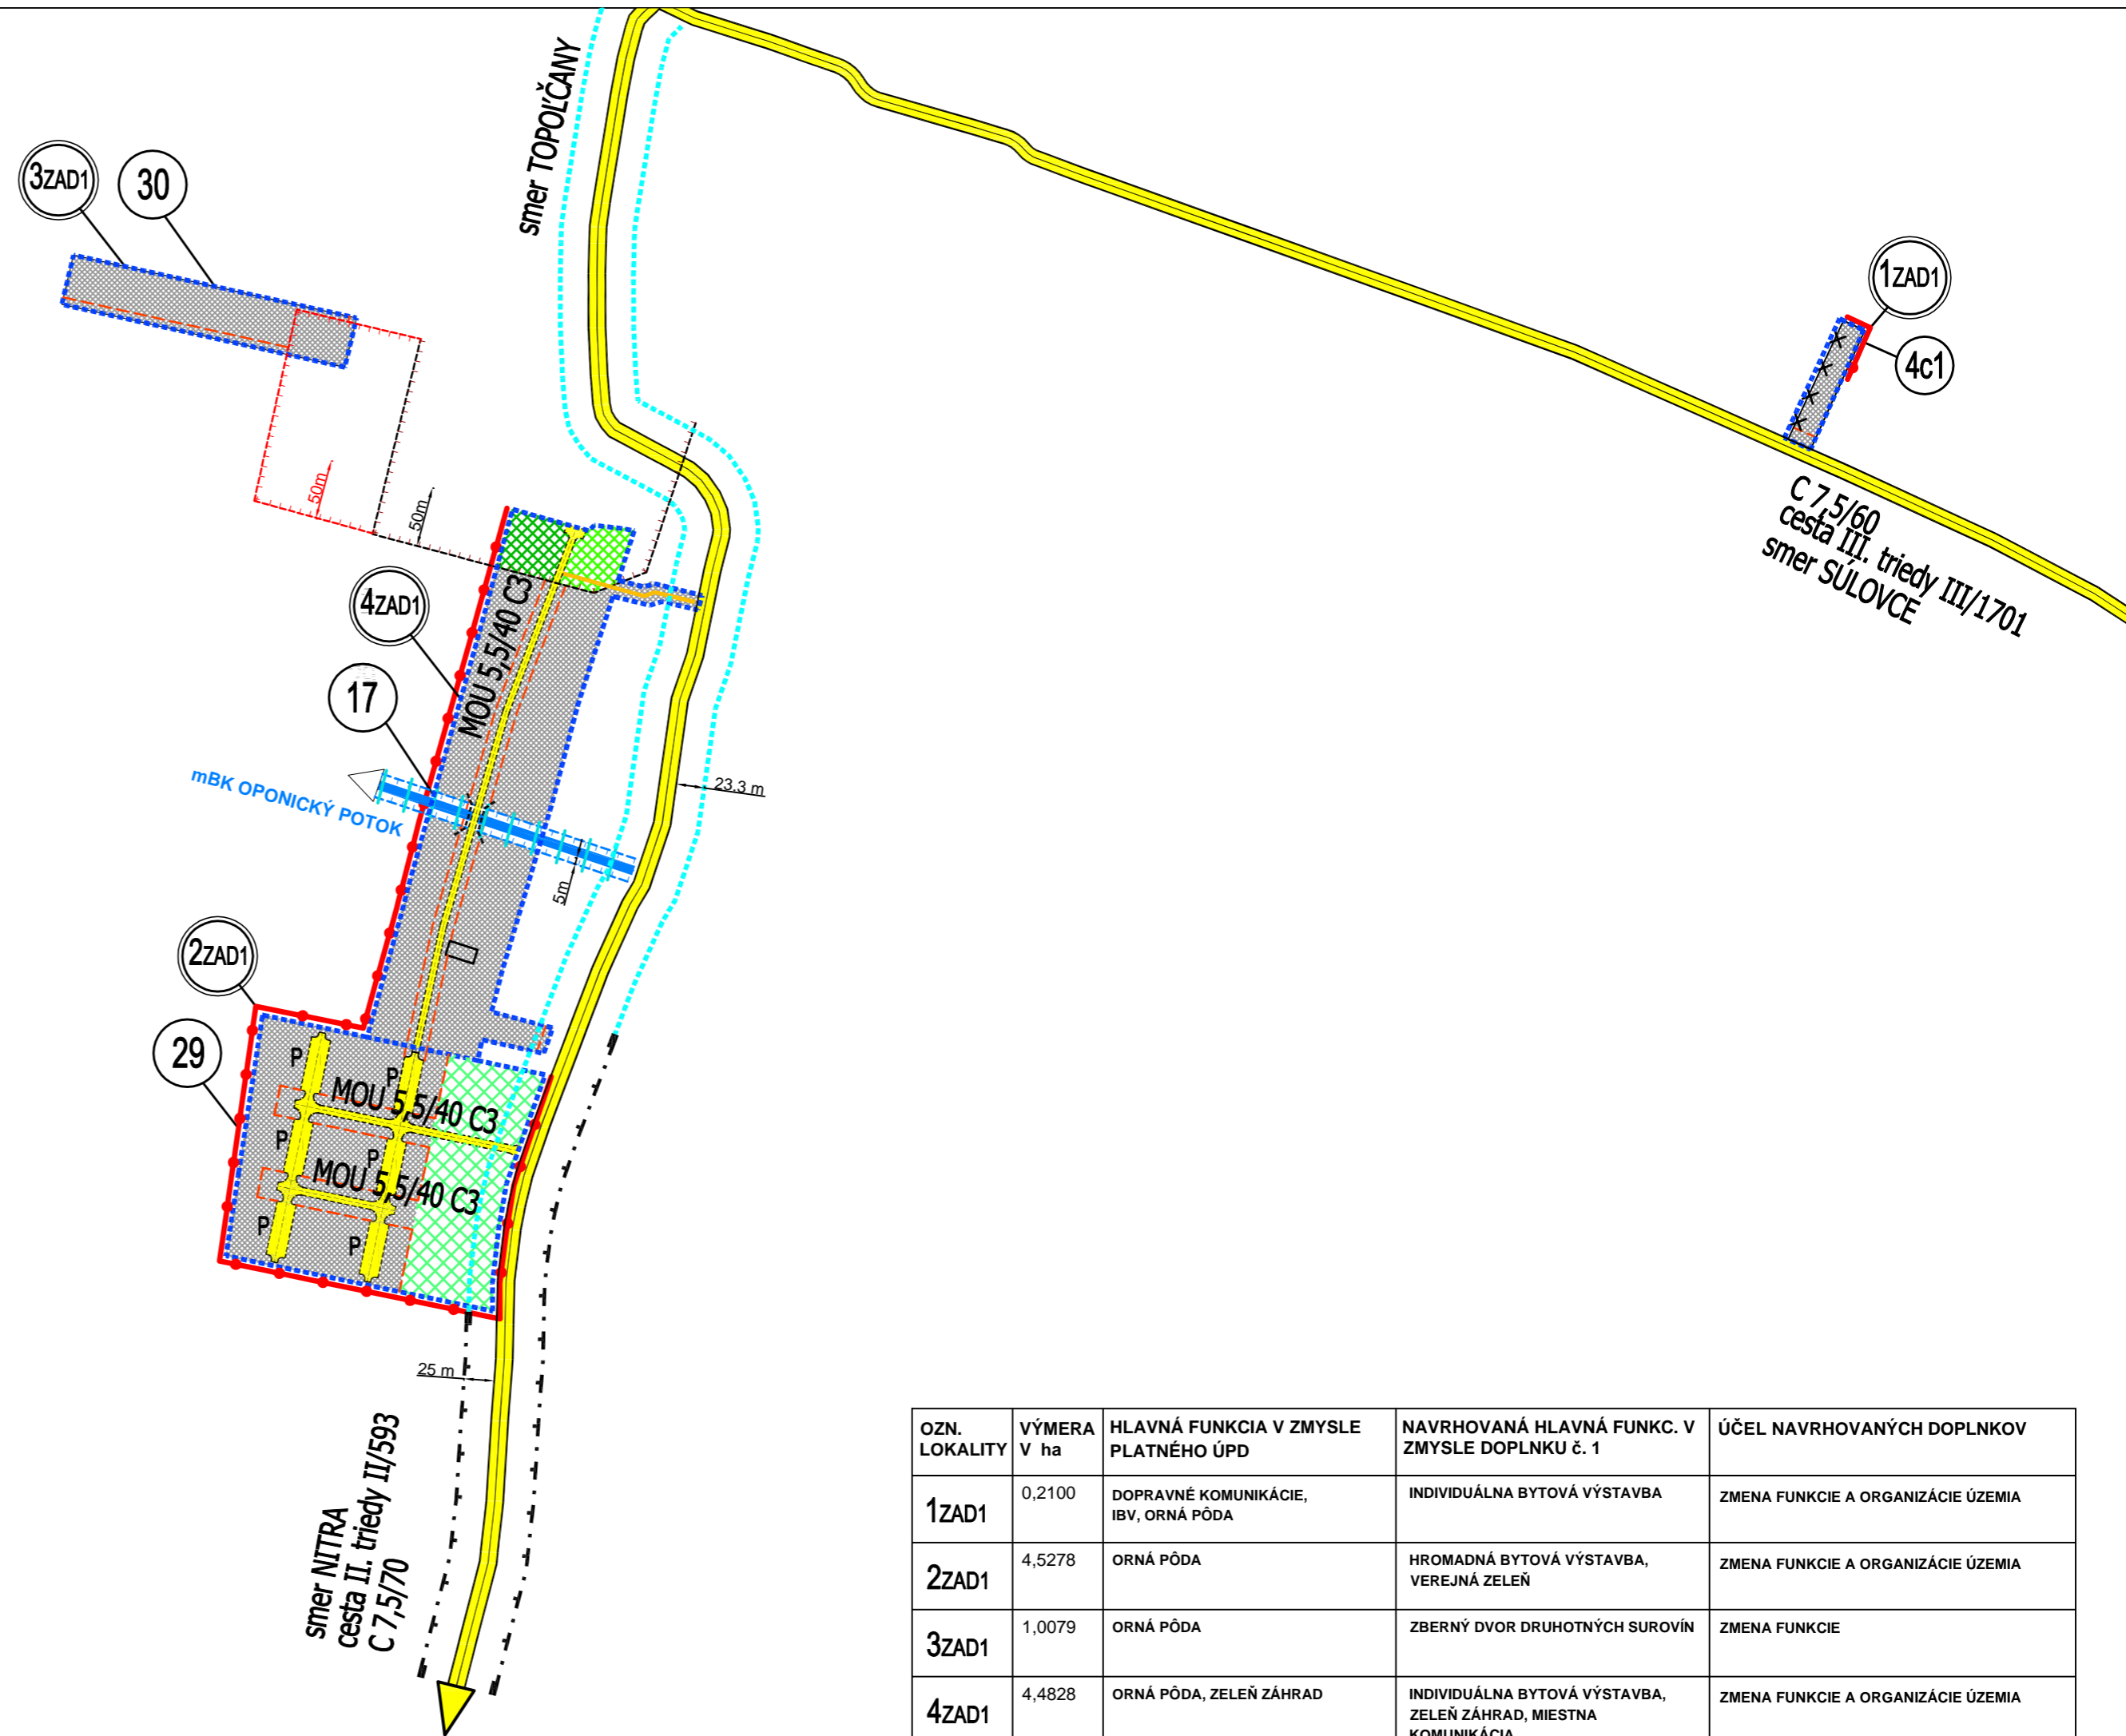 smer TOPOĽČANY
3ZAD1
30
1ZAD1
4c1
C 7,5/60
cesta III. triedy III/1701
smer SÚLOVCE
50m
50m
4ZAD1
MOU 5,5/40 C3
17
mBK OPONICKÝ POTOK
23.3 m
5m
2ZAD1
29
P
P
MOU 5,5/40 C3
P
P
MOU 5,5/40 C3
P
P
25 m
smer NITRA
cesta II. triedy II/593
C 7,5/70
OZN. LOKALITY
VÝMERA V ha
HLAVNÁ FUNKCIA V ZMYSLE PLATNÉHO ÚPD
NAVRHOVANÁ HLAVNÁ FUNKC. V ZMYSLE DOPLNKU č. 1
ÚČEL NAVRHOVANÝCH DOPLNKOV
1ZAD1
0,2100
DOPRAVNÉ KOMUNIKÁCIE,
IBV, ORNÁ PÔDA
INDIVIDUÁLNA BYTOVÁ VÝSTAVBA
ZMENA FUNKCIE A ORGANIZÁCIE ÚZEMIA
2ZAD1
4,5278
ORNÁ PÔDA
HROMADNÁ BYTOVÁ VÝSTAVBA,
VEREJNÁ ZELEŇ
ZMENA FUNKCIE A ORGANIZÁCIE ÚZEMIA
3ZAD1
1,0079
ORNÁ PÔDA
ZBERNÝ DVOR DRUHOTNÝCH SUROVÍN
ZMENA FUNKCIE
4ZAD1
4,4828
ORNÁ PÔDA, ZELEŇ ZÁHRAD
INDIVIDUÁLNA BYTOVÁ VÝSTAVBA,
ZELEŇ ZÁHRAD, MIESTNA
KOMUNIKÁCIA
ZMENA FUNKCIE A ORGANIZÁCIE ÚZEMIA